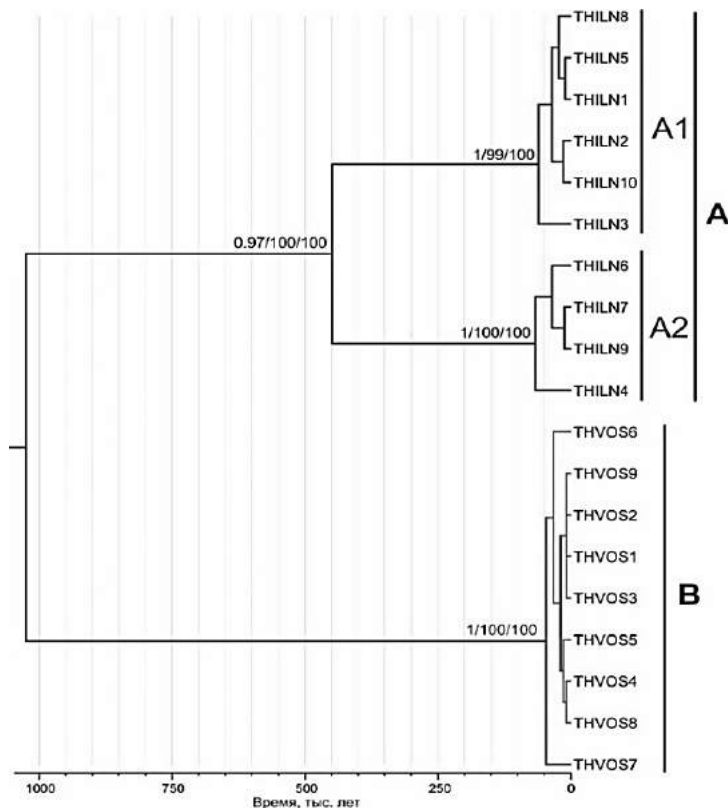 THILN8
THILN5
THILN1
A1
THILN2
1/99/100
THILN10
A
THILN3
0.97/100/100
THILN6
THILN7
A2
1/100/100
THILN9
THILN4
THVOS6
THVOS9
THVOS2
THVOS1
THVOS3
B
1/100/100
THVOS5
THVOS4
THVOS8
THVOS7
1000 750 500 250 0
Время, тыс. лет